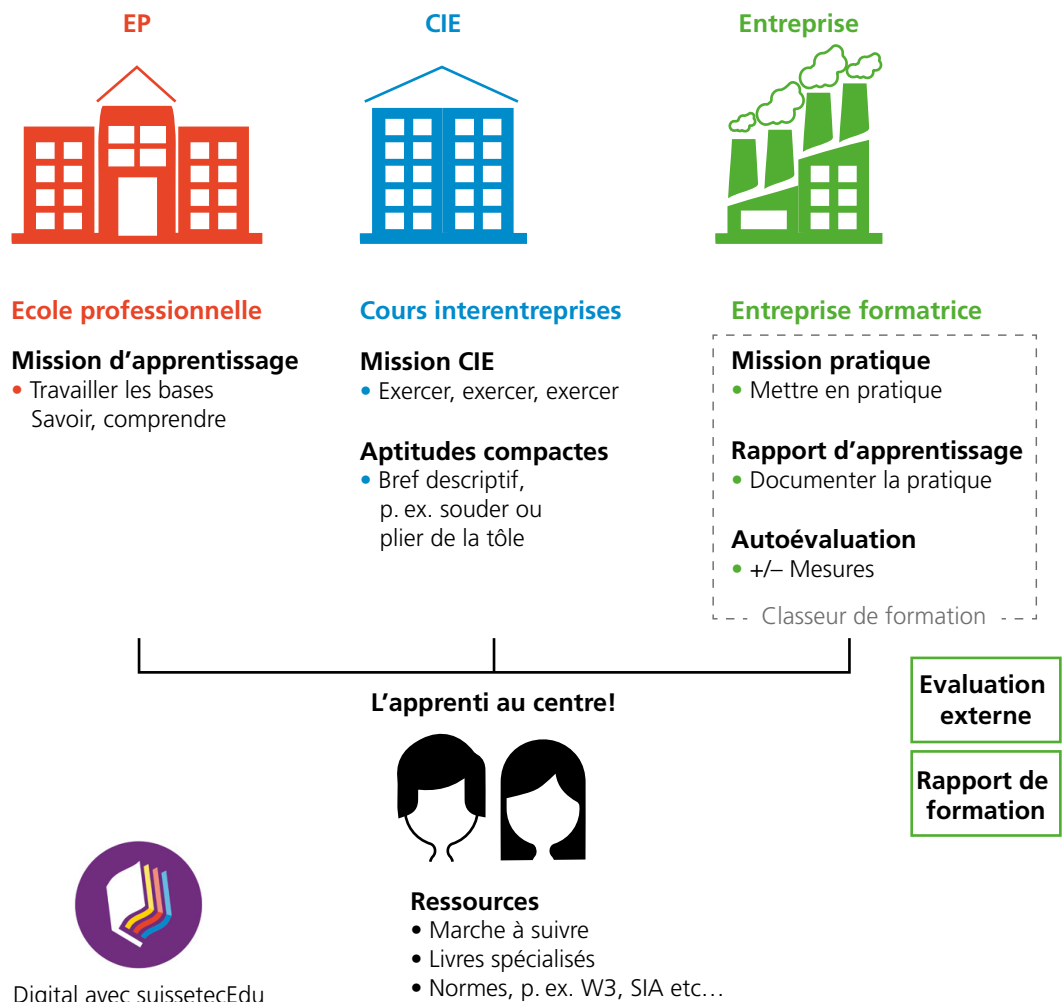 EP
CIE
Entreprise
Ecole professionnelle
Mission d'apprentissage
• Travailler les bases
Savoir, comprendre
Cours interentreprises
Mission CIE
• Exercer, exercer, exercer
Aptitudes compactes
• Bref descriptif,
p. ex. souder ou
plier de la tôle
Entreprise formatrice
Mission pratique
• Mettre en pratique
Rapport d'apprentissage
• Documenter la pratique
Autoévaluation
• +/– Mesures
Classeur de formation
L'apprenti au centre!
Evaluation
externe
Rapport de
formation
Ressources
• Marche à suivre
• Livres spécialisés
• Normes, p. ex. W3, SIA etc…
Digital avec suissetecEdu